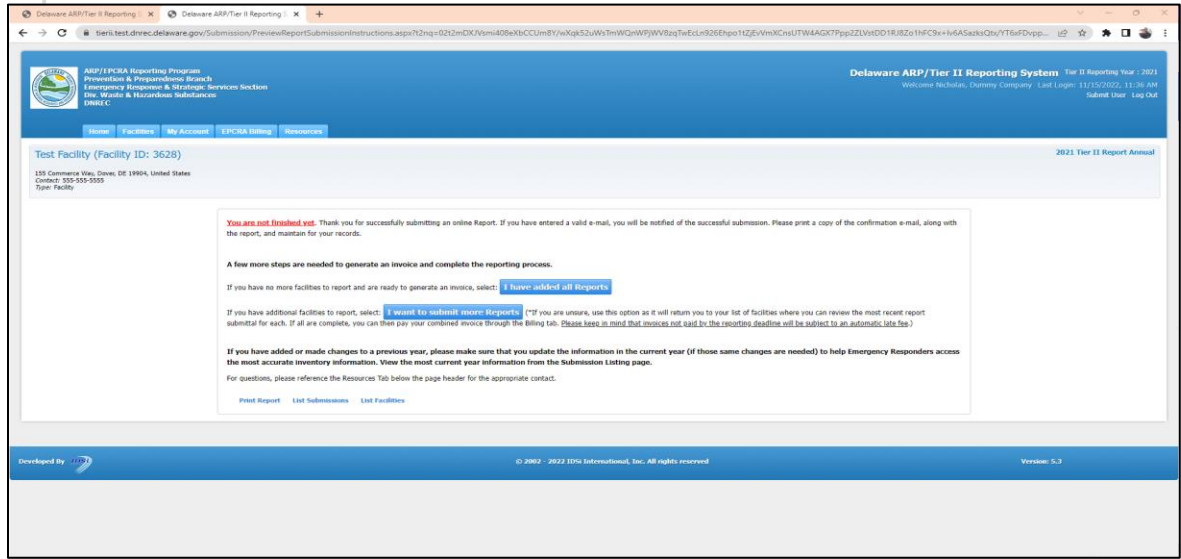 Delaware ARP/Tier II Reporting S
Delaware ARP/Tier II Reporting S
ARP/EPCRA Reporting Program
Prevention & Preparedness Branch
Emergency Response & Strategic Services Section
Div. Waste & Hazardous Substances
DNREC
Delaware ARP/Tier II Reporting System Tier II Reporting Year : 2021
Welcome Nicholas, Dummy Company Last Login: 11/15/2022, 11:36 AM
Submit User Log Out
Home Facilities My Account EPCRA Billing Resources
Test Facility (Facility ID: 3628)
2021 Tier II Report Annual
155 Commerce Way, Dover, DE 19904, United States
Contact: 555-555-5555
Type: Facility
You are not finished yet. Thank you for successfully submitting an online Report. If you have entered a valid e-mail, you will be notified of the successful submission. Please print a copy of the confirmation e-mail, along with
the report, and maintain for your records.
A few more steps are needed to generate an invoice and complete the reporting process.
If you have no more facilities to report and are ready to generate an invoice, select: I have added all Reports
If you have additional facilities to report, select: I want to submit more Reports (*If you are unsure, use this option as it will return you to your list of facilities where you can review the most recent report
submittal for each. If all are complete, you can then pay your combined invoice through the Billing tab. Please keep in mind that invoices not paid by the reporting deadline will be subject to an automatic late fee.)
If you have added or made changes to a previous year, please make sure that you update the information in the current year (if those same changes are needed) to help Emergency Responders access
the most accurate inventory information. View the most current year information from the Submission Listing page.
For questions, please reference the Resources Tab below the page header for the appropriate contact.
Print Report List Submissions List Facilities
Developed By
© 2002 - 2022 IDSi International, Inc. All rights reserved
Version: 5.3